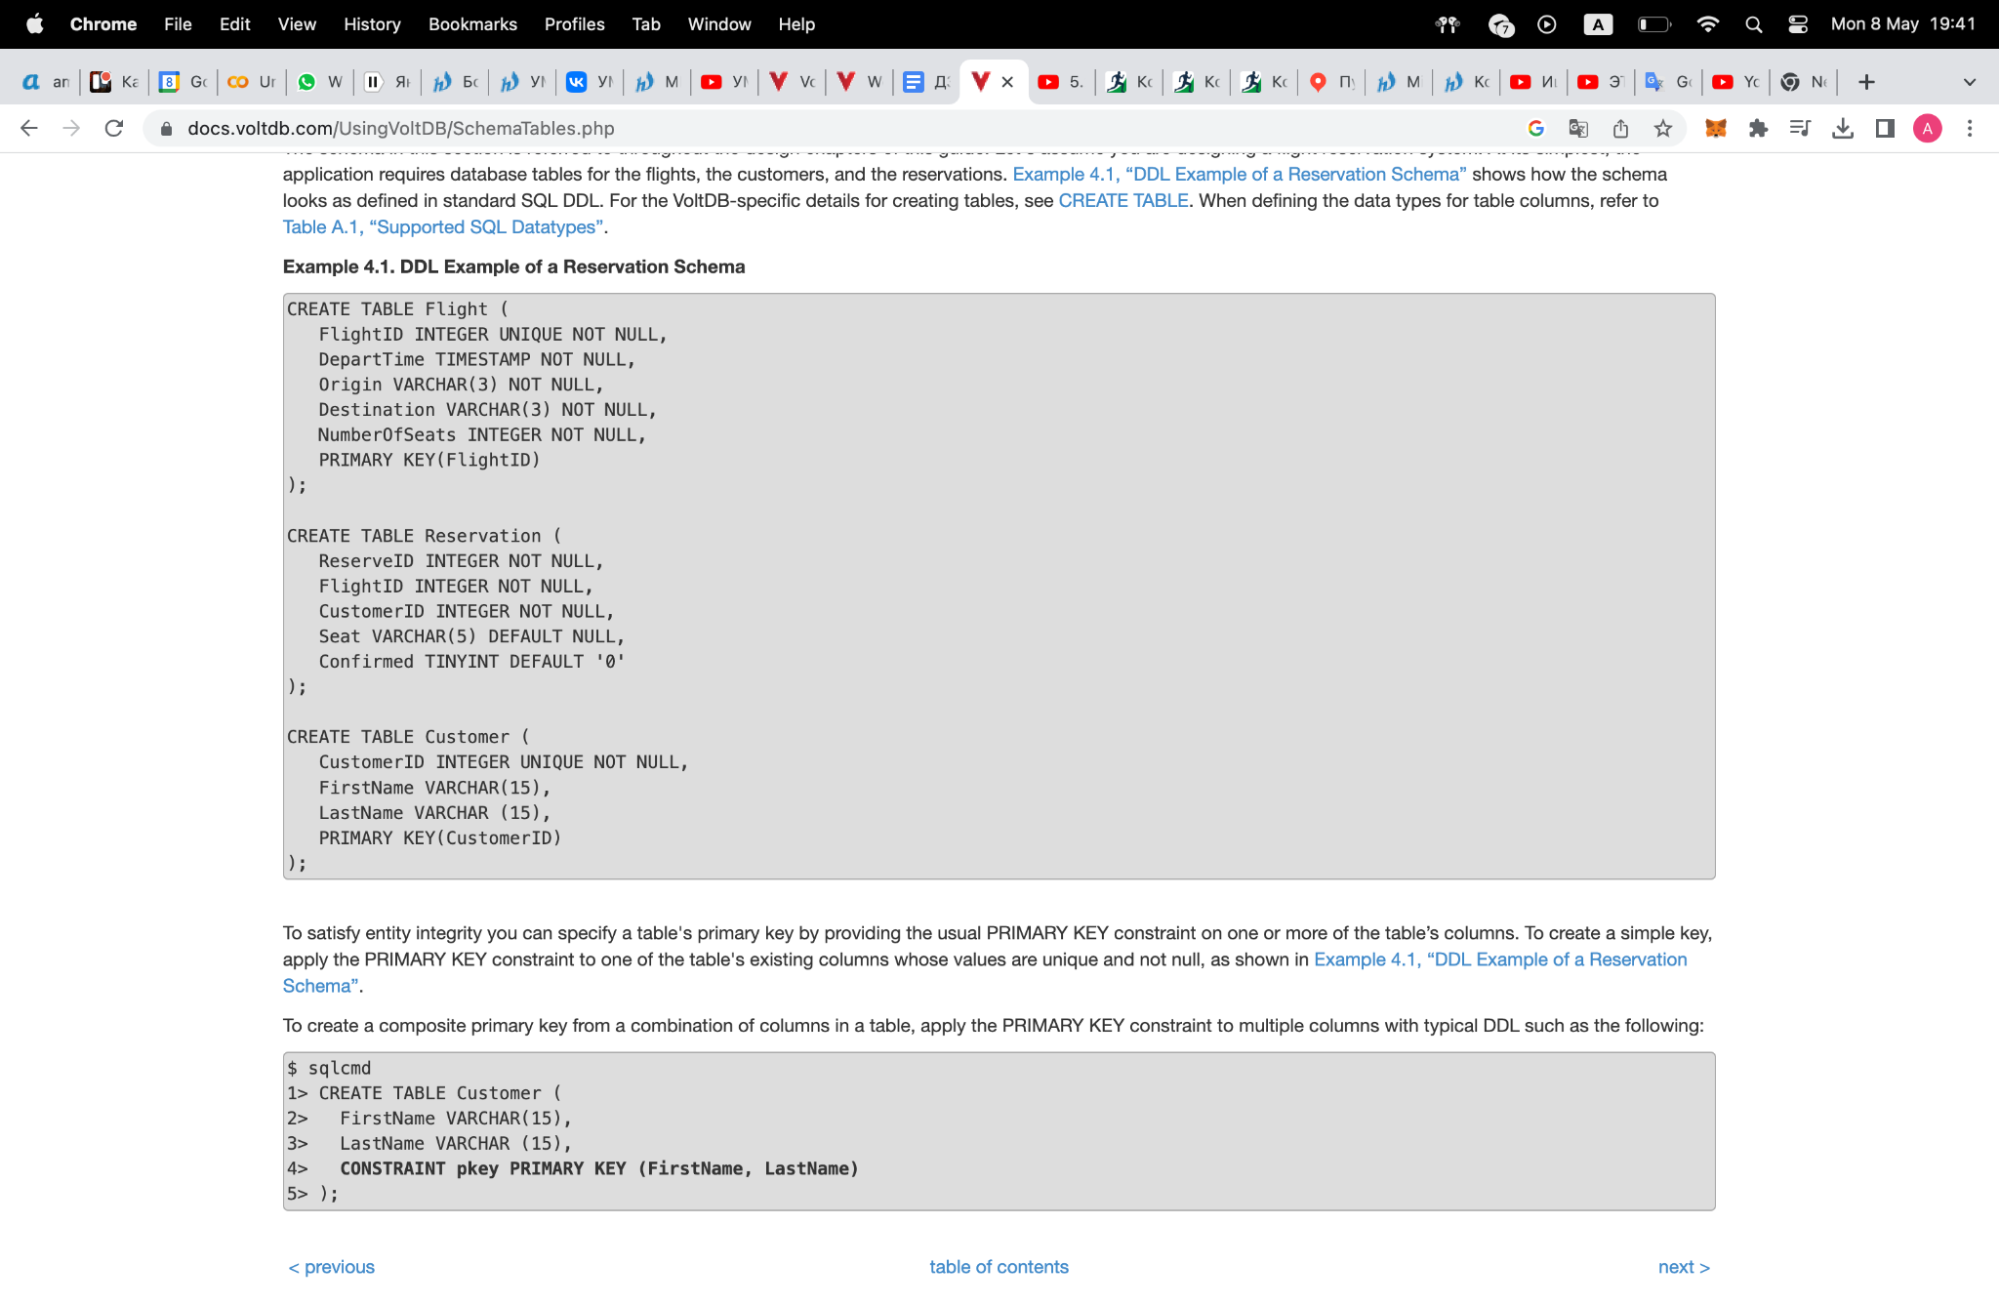 Chrome File Edit View History Bookmarks Profiles Tab Window Help 7 A Mon 8 May 19:41
an Ка 8 Go Ur W Ян Бс УМ УМ М УМ Vo W Д 5. Кс Кс Кс П М Кс И Э G Yo Ne
docs.voltdb.com/UsingVoltDB/SchemaTables.php A
application requires database tables for the flights, the customers, and the reservations. Example 4.1, “DDL Example of a Reservation Schema” shows how the schema
looks as defined in standard SQL DDL. For the VoltDB-specific details for creating tables, see CREATE TABLE. When defining the data types for table columns, refer to
Table A.1, “Supported SQL Datatypes”.
Example 4.1. DDL Example of a Reservation Schema
CREATE TABLE Flight (
FlightID INTEGER UNIQUE NOT NULL,
DepartTime TIMESTAMP NOT NULL,
Origin VARCHAR(3) NOT NULL,
Destination VARCHAR(3) NOT NULL,
NumberOfSeats INTEGER NOT NULL,
PRIMARY KEY(FlightID)
);
CREATE TABLE Reservation (
ReserveID INTEGER NOT NULL,
FlightID INTEGER NOT NULL,
CustomerID INTEGER NOT NULL,
Seat VARCHAR(5) DEFAULT NULL,
Confirmed TINYINT DEFAULT '0'
);
CREATE TABLE Customer (
CustomerID INTEGER UNIQUE NOT NULL,
FirstName VARCHAR(15),
LastName VARCHAR (15),
PRIMARY KEY(CustomerID)
);
To satisfy entity integrity you can specify a table's primary key by providing the usual PRIMARY KEY constraint on one or more of the table’s columns. To create a simple key,
apply the PRIMARY KEY constraint to one of the table's existing columns whose values are unique and not null, as shown in Example 4.1, “DDL Example of a Reservation
Schema”.
To create a composite primary key from a combination of columns in a table, apply the PRIMARY KEY constraint to multiple columns with typical DDL such as the following:
$ sqlcmd
1> CREATE TABLE Customer (
2> FirstName VARCHAR(15),
3> LastName VARCHAR (15),
4> CONSTRAINT pkey PRIMARY KEY (FirstName, LastName)
5> );
< previous table of contents next >